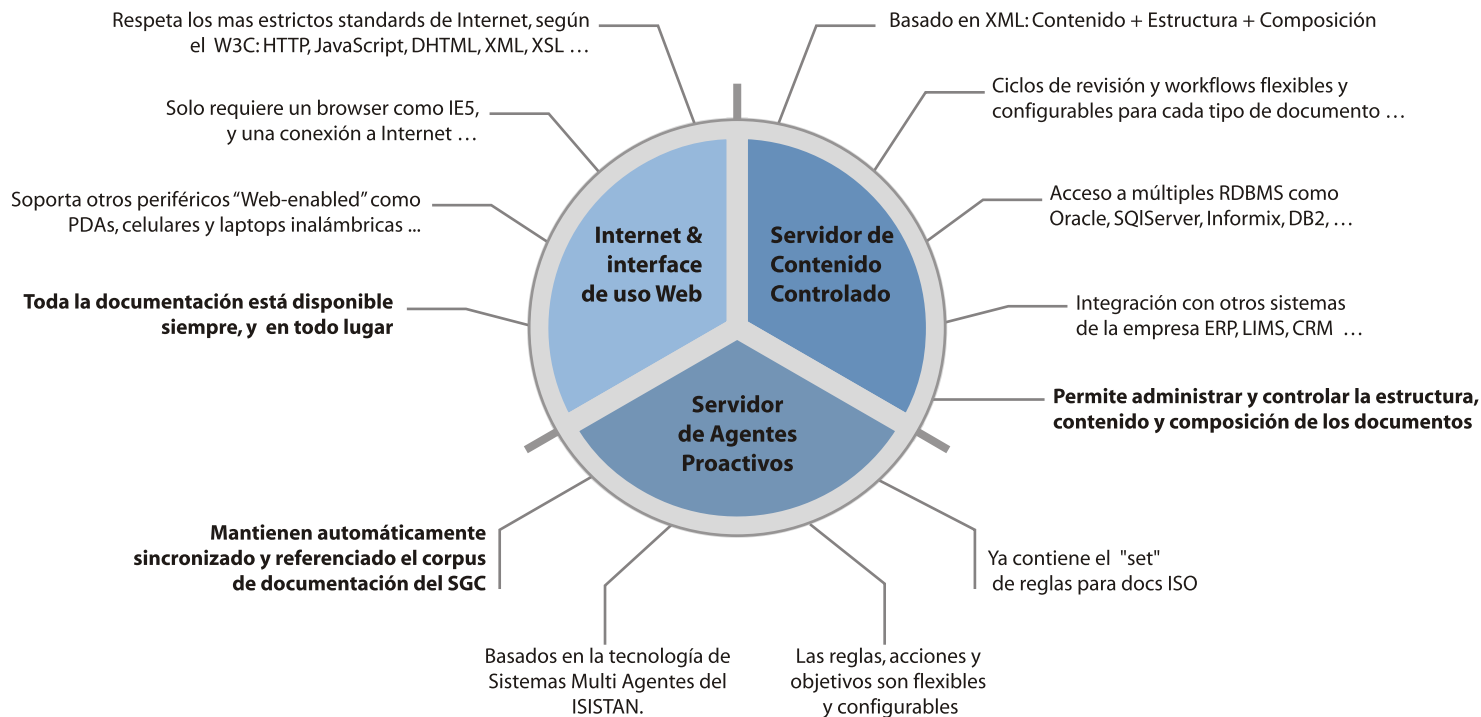 Respeta los mas estrictos standards de Internet, según
el W3C: HTTP, JavaScript, DHTML, XML, XSL …
Solo requiere un browser como IE5,
y una conexión a Internet …
Soporta otros periféricos “Web-enabled” como
PDAs, celulares y laptops inalámbricas ...
Toda la documentación está disponible
siempre, y en todo lugar
Basado en XML: Contenido + Estructura + Composición
Ciclos de revisión y workflows flexibles y
configurables para cada tipo de documento …
Acceso a múltiples RDBMS como
Oracle, SQlServer, Informix, DB2, …
Integración con otros sistemas
de la empresa ERP, LIMS, CRM …
Permite administrar y controlar la estructura,
contenido y composición de los documentos
Internet &
interface
de uso Web
Servidor de
Contenido
Controlado
Servidor
de Agentes
Proactivos
Mantienen automáticamente
sincronizado y referenciado el corpus
de documentación del SGC
Basados en la tecnología de
Sistemas Multi Agentes del
ISISTAN.
Las reglas, acciones y
objetivos son flexibles
y configurables
Ya contiene el "set"
de reglas para docs ISO